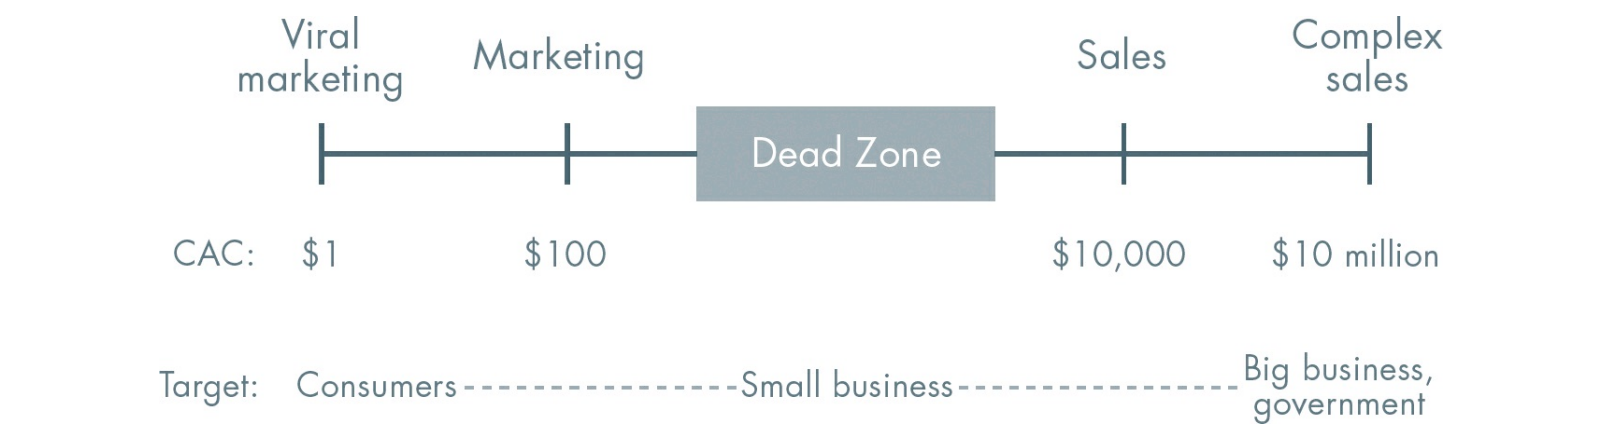 Viral
marketing
Marketing
Sales
Complex
sales
Dead Zone
CAC: $1 $100 $10,000 $10 million
Target: Consumers Small business Big business,
government